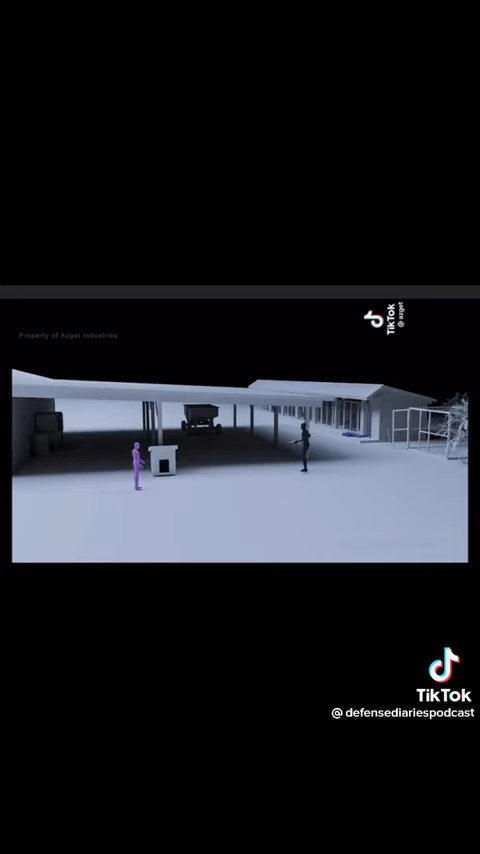 Property of Azget Industries
TikTok
@azget
TikTok
@defensediariespodcast